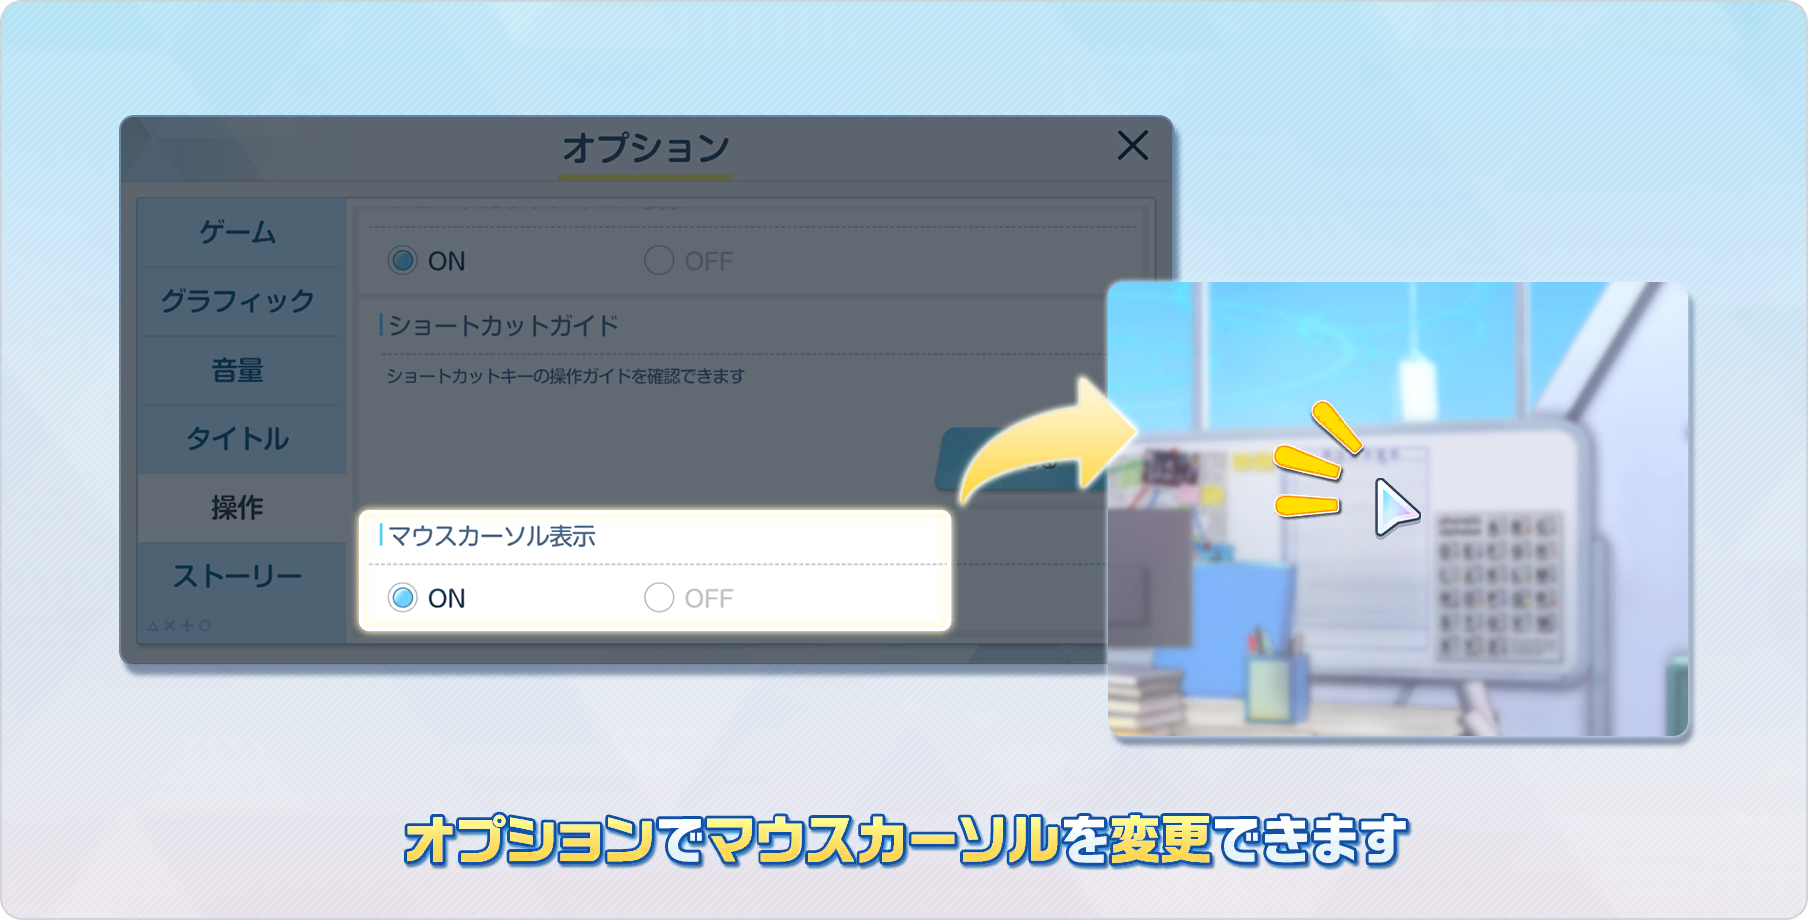 オプション
ゲーム
グラフィック
音量
タイトル
操作
ストーリー
ON OFF
ショートカットガイド
ショートカットキーの操作ガイドを確認できます
マウスカーソル表示
ON OFF
オプションでマウスカーソルを変更できます